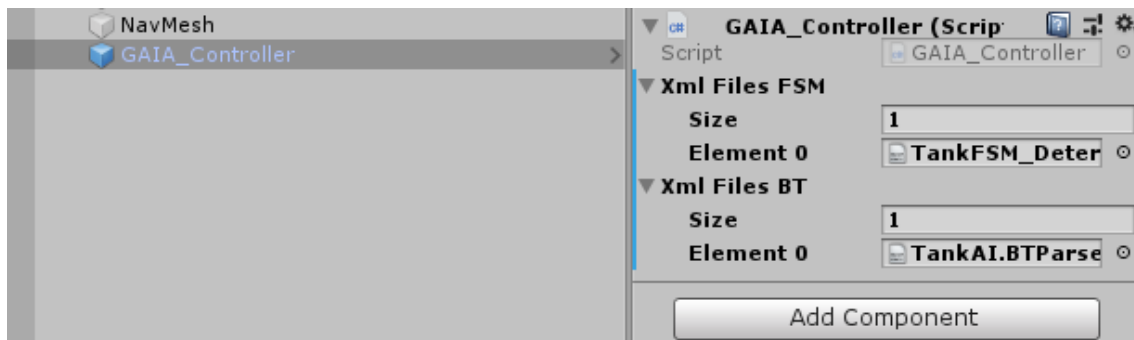 NavMesh
GAIA_Controller
GAIA_Controller (Scrip
Script GAIA_Controller
Xml Files FSM
Size 1
Element 0 TankFSM_Deter
Xml Files BT
Size 1
Element 0 TankAI.BTParse
Add Component